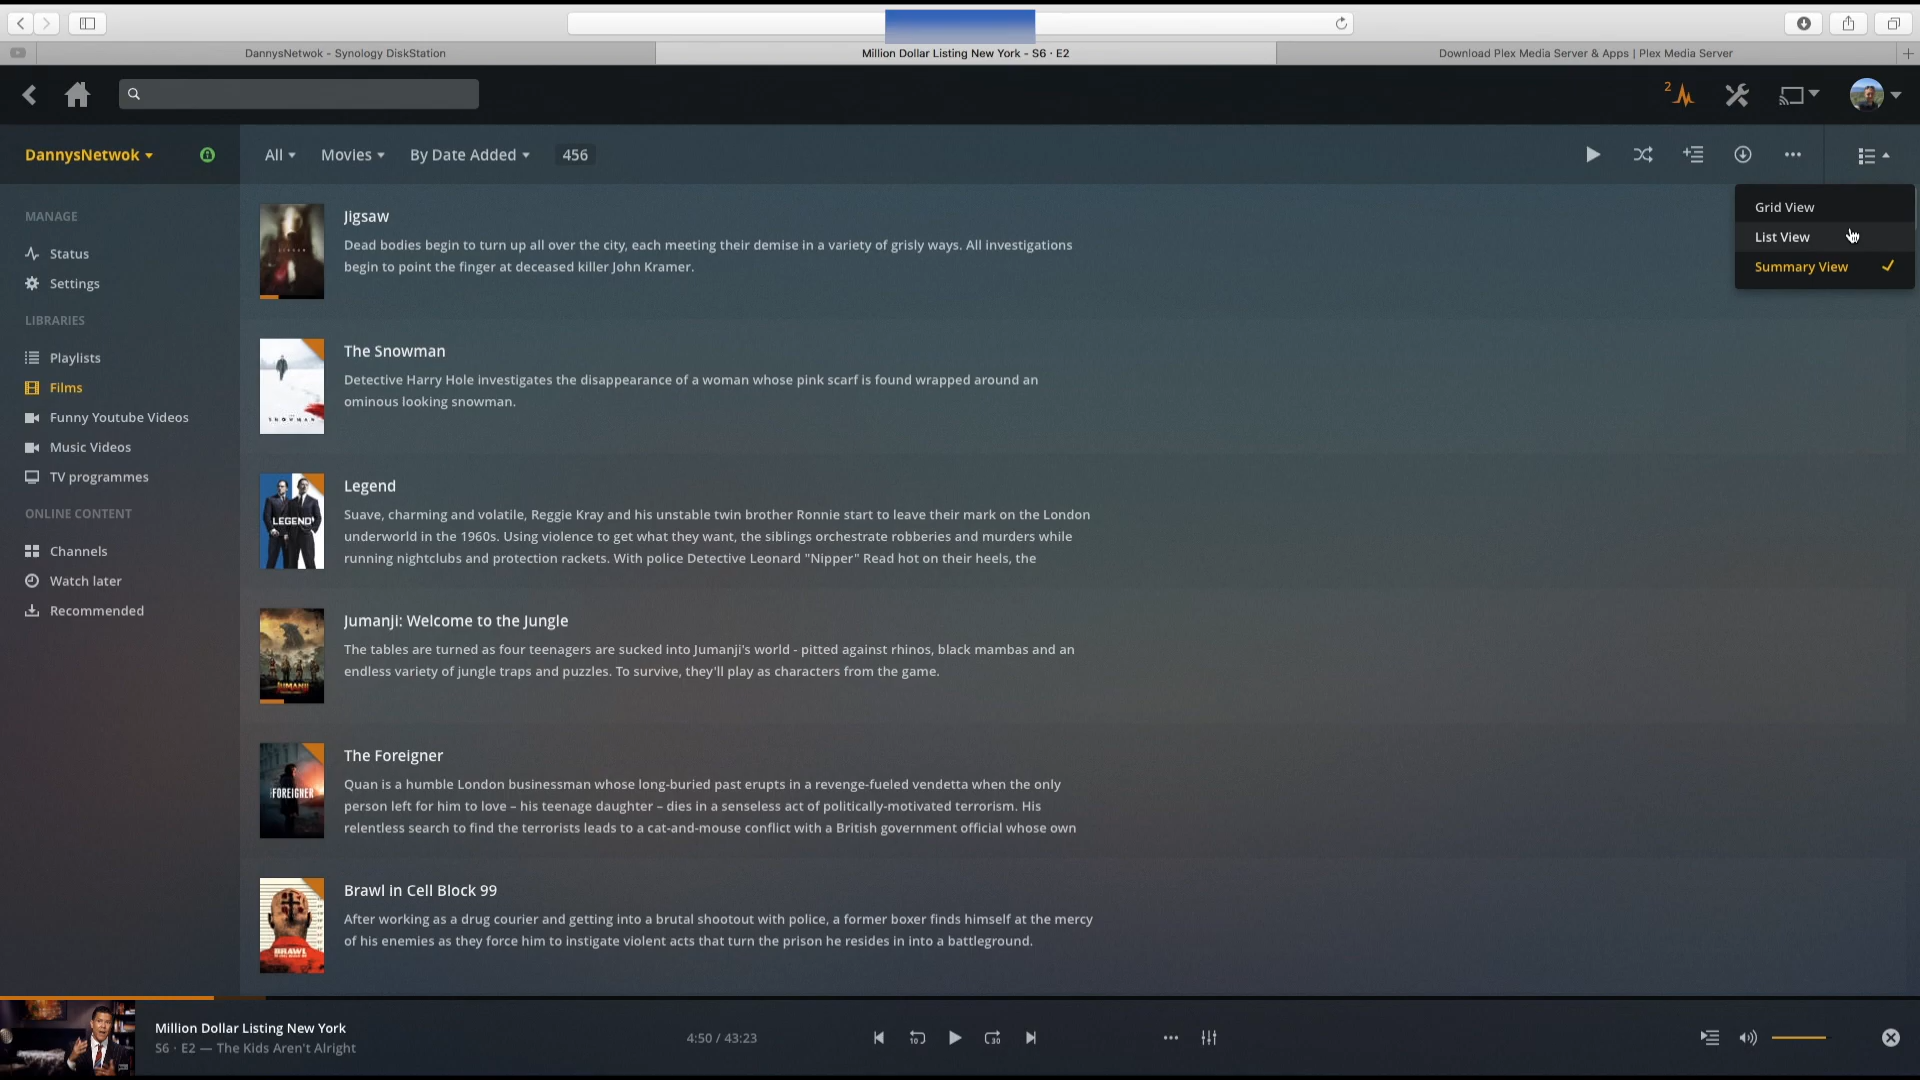 DannysNetwok - Synology DiskStation
Million Dollar Listing New York - S6 · E2
Download Plex Media Server & Apps | Plex Media Server
2
DannysNetwok
All
Movies
By Date Added
456
Grid View
List View
Summary View
MANAGE
Status
Settings
LIBRARIES
Playlists
Films
Funny Youtube Videos
Music Videos
TV programmes
ONLINE CONTENT
Channels
Watch later
Recommended
Jigsaw
Dead bodies begin to turn up all over the city, each meeting their demise in a variety of grisly ways. All investigations
begin to point the finger at deceased killer John Kramer.
The Snowman
Detective Harry Hole investigates the disappearance of a woman whose pink scarf is found wrapped around an
ominous looking snowman.
SNOWMAN
Legend
Suave, charming and volatile, Reggie Kray and his unstable twin brother Ronnie start to leave their mark on the London
underworld in the 1960s. Using violence to get what they want, the siblings orchestrate robberies and murders while
running nightclubs and protection rackets. With police Detective Leonard "Nipper" Read hot on their heels, the
LEGEND
Jumanji: Welcome to the Jungle
The tables are turned as four teenagers are sucked into Jumanji's world - pitted against rhinos, black mambas and an
endless variety of jungle traps and puzzles. To survive, they'll play as characters from the game.
JUMANJI
The Foreigner
Quan is a humble London businessman whose long-buried past erupts in a revenge-fueled vendetta when the only
person left for him to love – his teenage daughter – dies in a senseless act of politically-motivated terrorism. His
relentless search to find the terrorists leads to a cat-and-mouse conflict with a British government official whose own
FOREIGNER
Brawl in Cell Block 99
After working as a drug courier and getting into a brutal shootout with police, a former boxer finds himself at the mercy
of his enemies as they force him to instigate violent acts that turn the prison he resides in into a battleground.
BRAWL
Million Dollar Listing New York
S6 · E2 — The Kids Aren't Alright
4:50 / 43:23
10
30